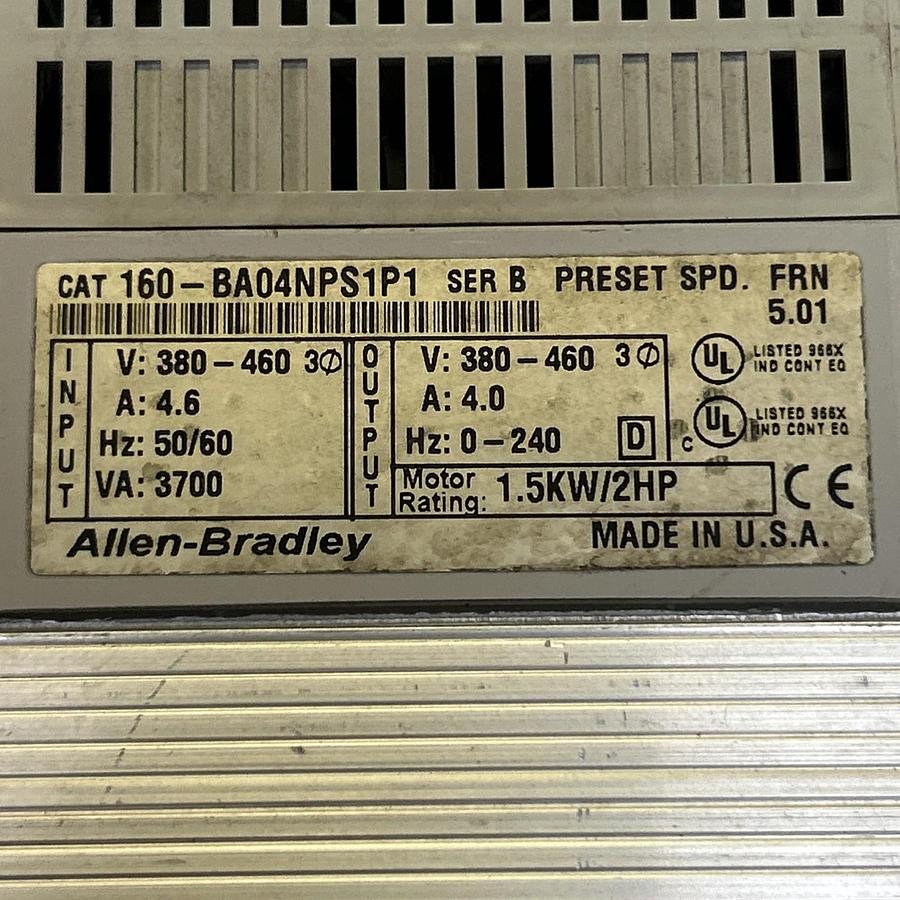 CAT 160-BA04NPS1P1 SER B PRESET SPD. FRN
5.01
INPUT
V: 380-460 3Ø
A: 4.6
Hz: 50/60
VA: 3700
OUTPUT
V: 380-460 3Ø
A: 4.0
Hz: 0-240
D
Motor
Rating: 1.5KW/2HP
UL LISTED 966X
IND CONT EQ
c UL LISTED 966X
IND CONT EQ
CE
Allen-Bradley
MADE IN U.S.A.